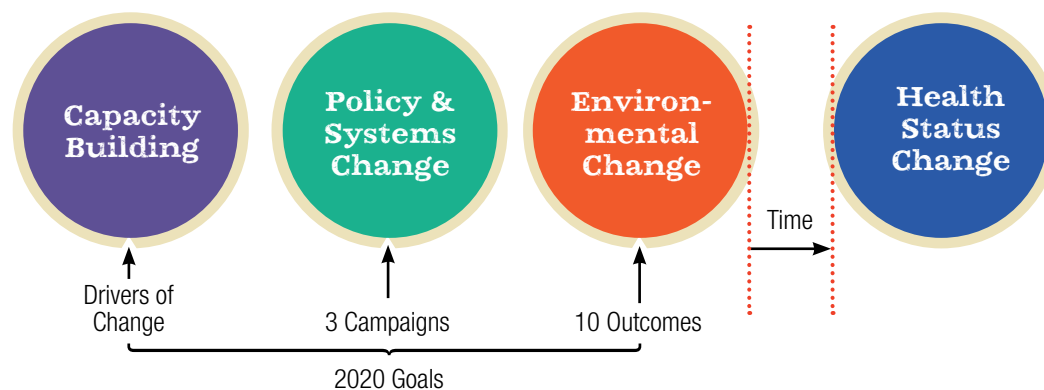 Capacity
Building
Policy &
Systems
Change
Environ-
mental
Change
Health
Status
Change
Time
Drivers of
Change
3 Campaigns
10 Outcomes
2020 Goals